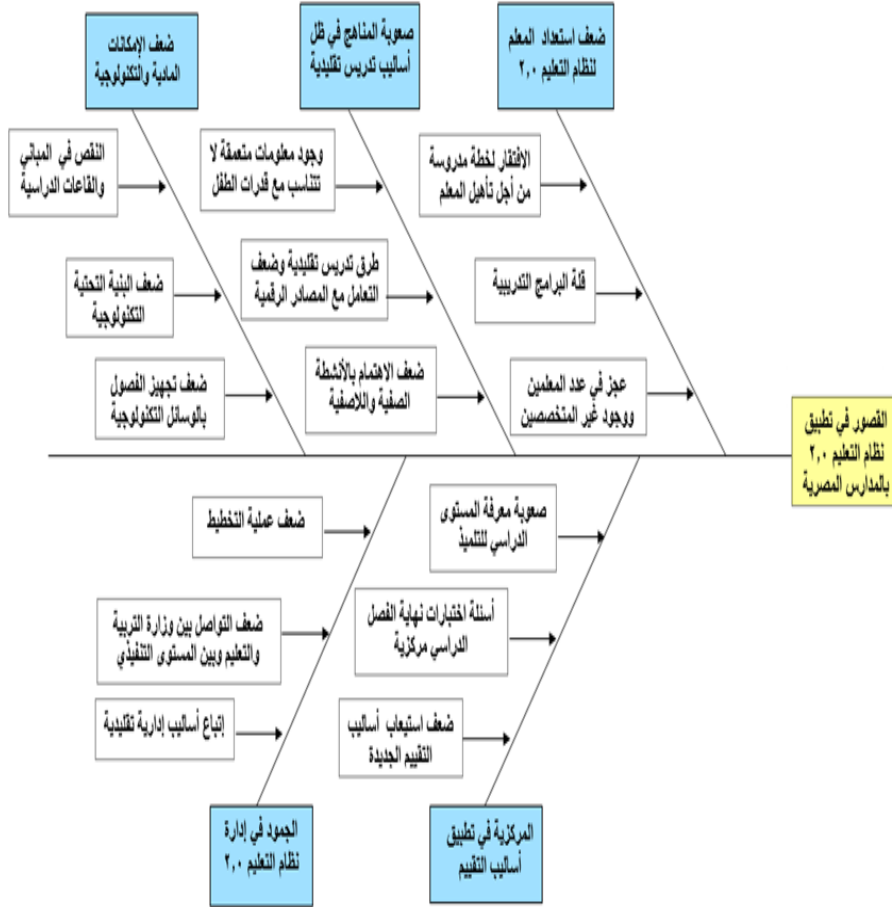 ضعف استعداد المعلم
لنظام التعليم ٢,٠
صعوبة المناهج في ظل
أساليب تدريس تقليدية
ضعف الإمكانات
المادية والتكنولوجية
الافتقار لخطة مدروسة
من أجل تأهيل المعلم
قلة البرامج التدريبية
عجز في عدد المعلمين
ووجود غير المتخصصين
وجود معلومات متعمقة لا
تتناسب مع قدرات الطفل
طرق تدريس تقليدية وضعف
التعامل مع المصادر الرقمية
ضعف الاهتمام بالأنشطة
الصفية واللاصفية
النقص في المباني
والقاعات الدراسية
ضعف البنية التحتية
التكنولوجية
ضعف تجهيز الفصول
بالوسائل التكنولوجية
القصور في تطبيق
نظام التعليم ٢,٠
بالمدارس المصرية
صعوبة معرفة المستوى
الدراسي للتلميذ
أسئلة اختبارات نهاية الفصل
الدراسي مركزية
ضعف استيعاب أساليب
التقييم الجديدة
المركزية في تطبيق
أساليب التقييم
ضعف عملية التخطيط
ضعف التواصل بين وزارة التربية
والتعليم وبين المستوى التنفيذي
إتباع أساليب إدارية تقليدية
الجمود في إدارة
نظام التعليم ٢,٠